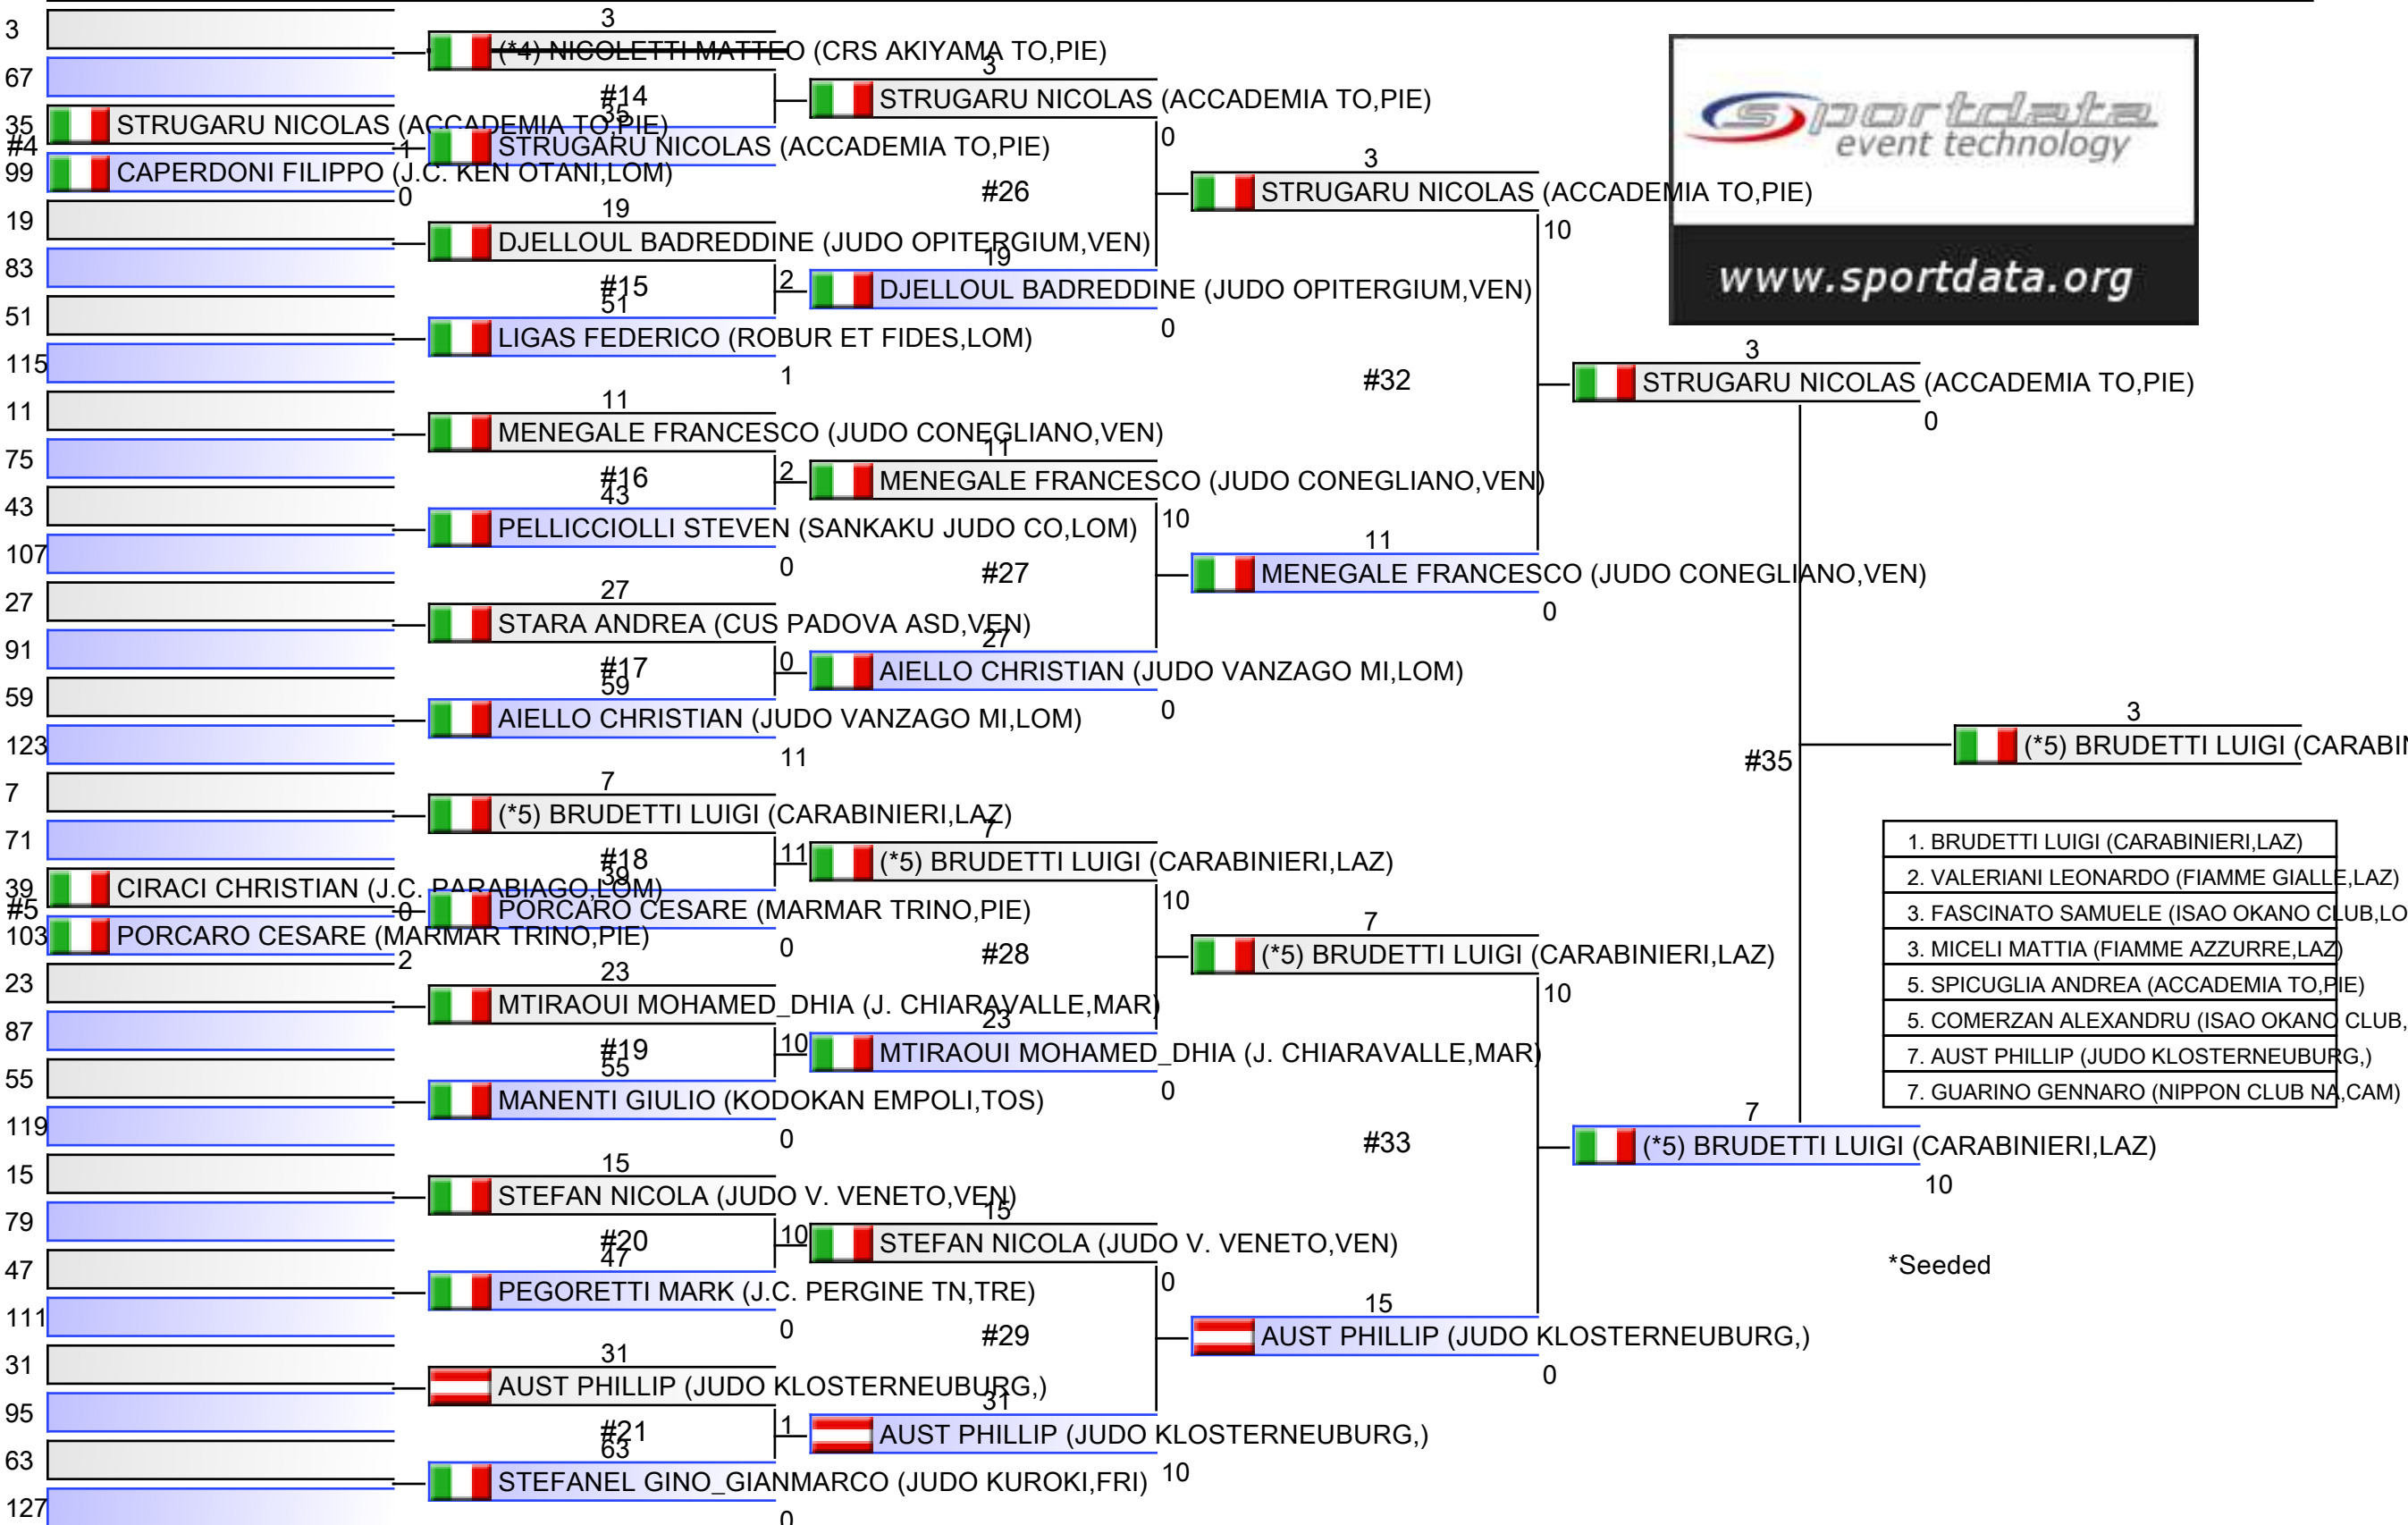 3
67
35
#4
99
19
83
51
115
11
75
43
107
27
91
59
123
7
71
39
#5
103
23
87
55
119
15
79
47
111
31
95
63
127
STRUGARU NICOLAS (ACCADEMIA TO,PIE)
1
CAPERDONI FILIPPO (J.C. KEN OTANI,LOM)
0
CIRACI CHRISTIAN (J.C. PARABIAGO,LOM)
0
PORCARO CESARE (MARMAR TRINO,PIE)
2
3
(*4) NICOLETTI MATTEO (CRS AKIYAMA TO,PIE)
#14
35
STRUGARU NICOLAS (ACCADEMIA TO,PIE)
19
DJELLOUL BADREDDINE (JUDO OPITERGIUM,VEN)
2
#15
51
LIGAS FEDERICO (ROBUR ET FIDES,LOM)
1
11
MENEGALE FRANCESCO (JUDO CONEGLIANO,VEN)
2
#16
43
PELLICCIOLLI STEVEN (SANKAKU JUDO CO,LOM)
0
27
STARA ANDREA (CUS PADOVA ASD,VEN)
0
#17
59
AIELLO CHRISTIAN (JUDO VANZAGO MI,LOM)
11
7
(*5) BRUDETTI LUIGI (CARABINIERI,LAZ)
11
#18
39
PORCARO CESARE (MARMAR TRINO,PIE)
0
23
MTIRAOUI MOHAMED_DHIA (J. CHIARAVALLE,MAR)
10
#19
55
MANENTI GIULIO (KODOKAN EMPOLI,TOS)
0
15
STEFAN NICOLA (JUDO V. VENETO,VEN)
10
#20
47
PEGORETTI MARK (J.C. PERGINE TN,TRE)
0
31
AUST PHILLIP (JUDO KLOSTERNEUBURG,)
1
#21
63
STEFANEL GINO_GIANMARCO (JUDO KUROKI,FRI)
0
3
STRUGARU NICOLAS (ACCADEMIA TO,PIE)
0
#26
19
DJELLOUL BADREDDINE (JUDO OPITERGIUM,VEN)
0
11
MENEGALE FRANCESCO (JUDO CONEGLIANO,VEN)
10
#27
27
AIELLO CHRISTIAN (JUDO VANZAGO MI,LOM)
0
7
(*5) BRUDETTI LUIGI (CARABINIERI,LAZ)
10
#28
23
MTIRAOUI MOHAMED_DHIA (J. CHIARAVALLE,MAR)
0
15
STEFAN NICOLA (JUDO V. VENETO,VEN)
0
#29
31
AUST PHILLIP (JUDO KLOSTERNEUBURG,)
10
3
STRUGARU NICOLAS (ACCADEMIA TO,PIE)
10
#32
11
MENEGALE FRANCESCO (JUDO CONEGLIANO,VEN)
0
7
(*5) BRUDETTI LUIGI (CARABINIERI,LAZ)
10
#33
15
AUST PHILLIP (JUDO KLOSTERNEUBURG,)
0
sportdata
event technology
www.sportdata.org
3
STRUGARU NICOLAS (ACCADEMIA TO,PIE)
0
#35
7
(*5) BRUDETTI LUIGI (CARABINIERI,LAZ)
10
3
(*5) BRUDETTI LUIGI (CARABIN
1. BRUDETTI LUIGI (CARABINIERI,LAZ)
2. VALERIANI LEONARDO (FIAMME GIALLE,LAZ)
3. FASCINATO SAMUELE (ISAO OKANO CLUB,LO
3. MICELI MATTIA (FIAMME AZZURRE,LAZ)
5. SPICUGLIA ANDREA (ACCADEMIA TO,PIE)
5. COMERZAN ALEXANDRU (ISAO OKANO CLUB,
7. AUST PHILLIP (JUDO KLOSTERNEUBURG,)
7. GUARINO GENNARO (NIPPON CLUB NA,CAM)
*Seeded